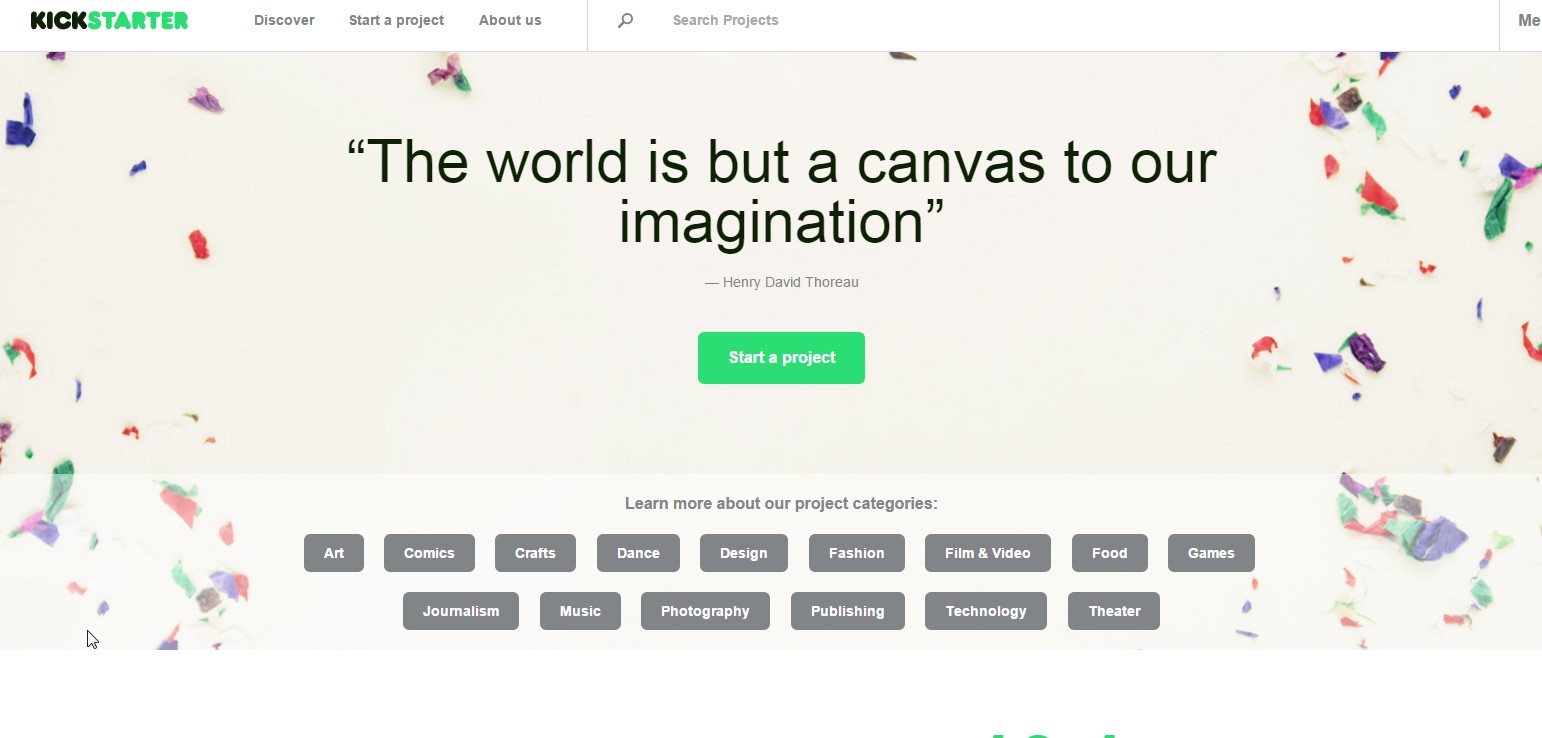 KICKSTARTER Discover Start a project About us Search Projects Me
“The world is but a canvas to our
imagination”
— Henry David Thoreau
Start a project
Learn more about our project categories:
Art Comics Crafts Dance Design Fashion Film & Video Food Games
Journalism Music Photography Publishing Technology Theater